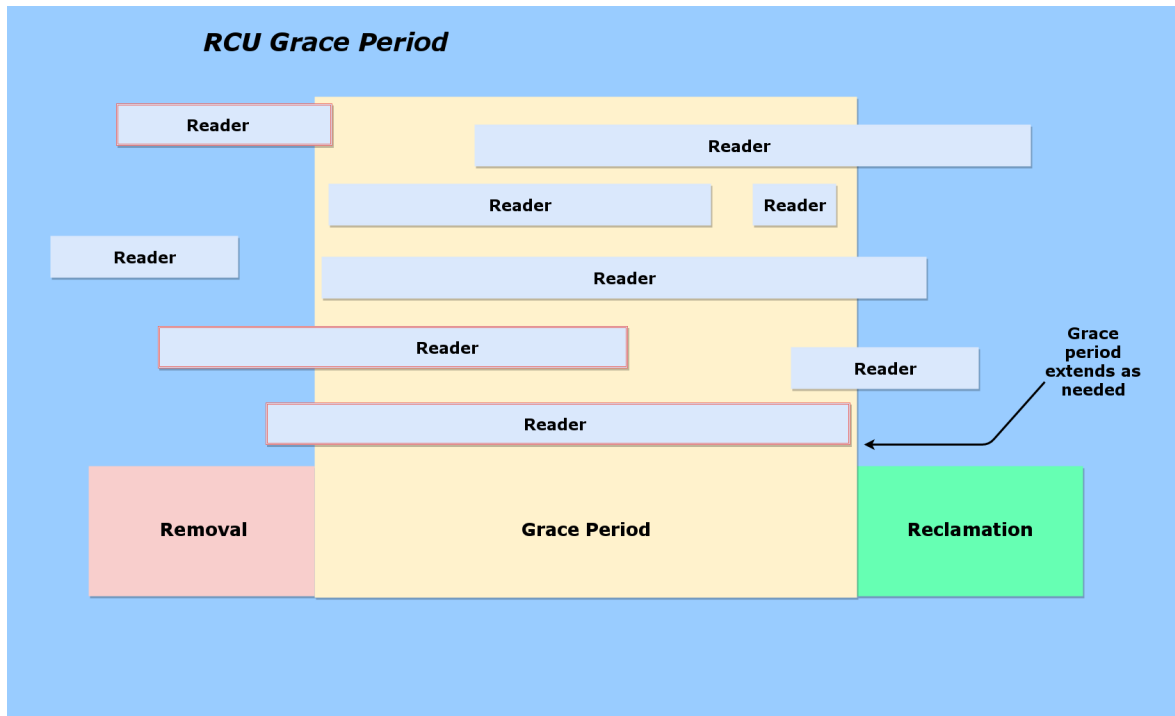 RCU Grace Period
Reader
Reader
Reader
Reader
Reader
Reader
Reader
Reader
Reader
Grace
period
extends as
needed
Removal
Grace Period
Reclamation